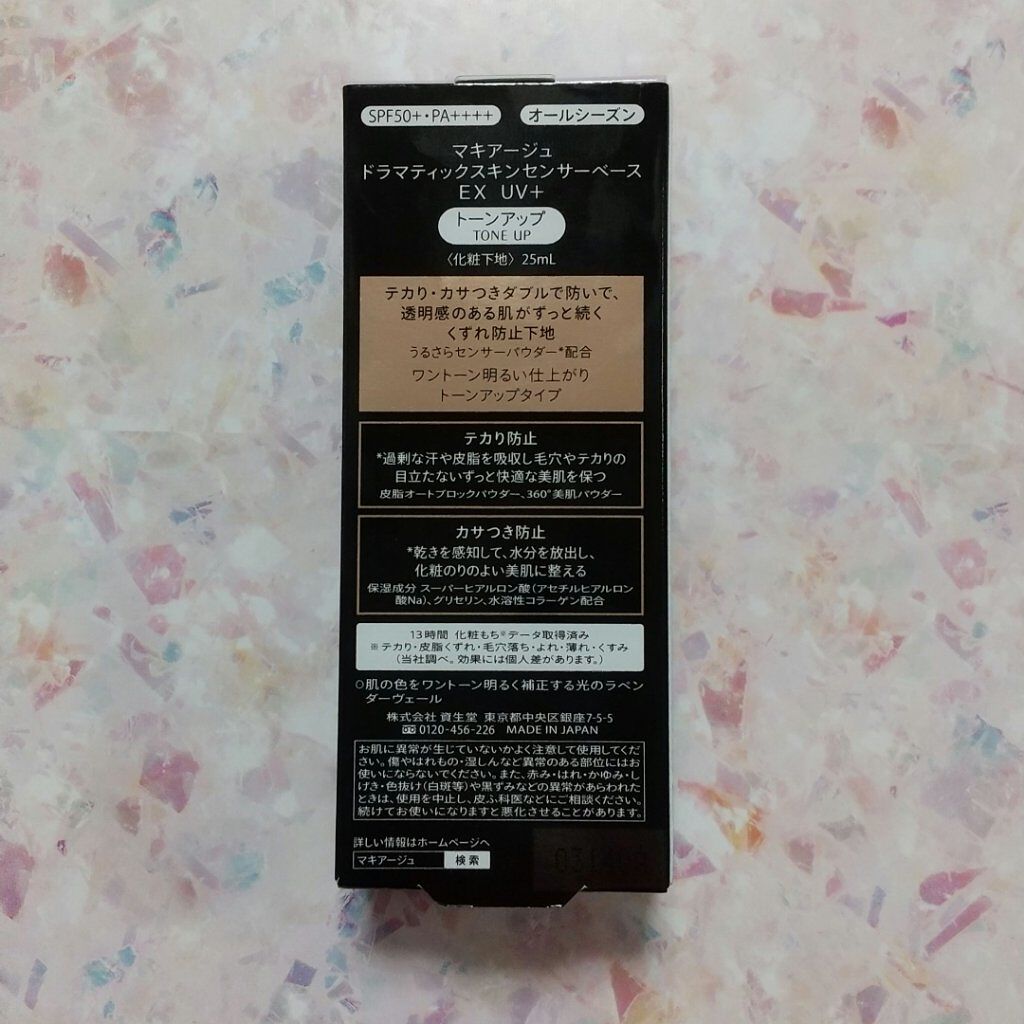 SPF50+・PA++++ オールシーズン
マキアージュ
ドラマティックスキンセンサーベース
EX UV+
トーンアップ
TONE UP
〈化粧下地〉 25mL
テカり・カサつきダブルで防いで、
透明感のある肌がずっと続く
くずれ防止下地
うるさらセンサーパウダー*配合
ワントーン明るい仕上がり
トーンアップタイプ
テカり防止
*過剰な汗や皮脂を吸収し毛穴やテカりの
目立たないずっと快適な美肌を保つ
皮脂オートブロックパウダー、360°美肌パウダー
カサつき防止
*乾きを感知して、水分を放出し、
化粧のりのよい美肌に整える
保湿成分 スーパーヒアルロン酸(アセチルヒアルロン
酸Na)、グリセリン、水溶性コラーゲン配合
13時間 化粧もち※データ取得済み
※テカり・皮脂くずれ・毛穴落ち・よれ・薄れ・くすみ
(当社調べ。効果には個人差があります。)
○肌の色をワントーン明るく補正する光のラベン
ダーヴェール
株式会社 資生堂 東京都中央区銀座7-5-5
0120-456-226 MADE IN JAPAN
お肌に異常が生じていないかよく注意して使用してくだ
さい。傷やはれもの・湿しんなど異常のある部位にはお
使いにならないでください。また、赤み・はれ・かゆみ・し
げき・色抜け(白斑等)や黒ずみなどの異常があらわれた
ときは、使用を中止し、皮ふ科医などにご相談ください。
続けてお使いになりますと悪化させることがあります。
詳しい情報はホームページへ
マキアージュ 検索